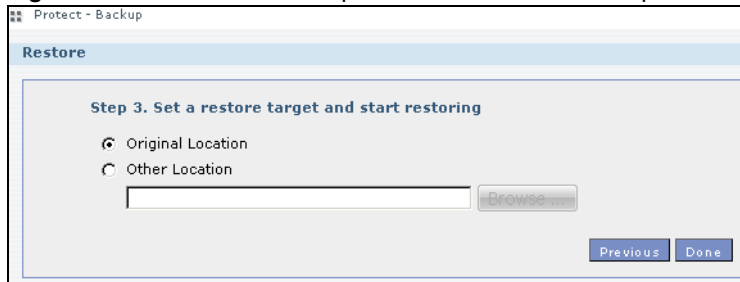 Protect - Backup
Restore
Step 3. Set a restore target and start restoring
Original Location
Other Location
Browse ...
Previous Done